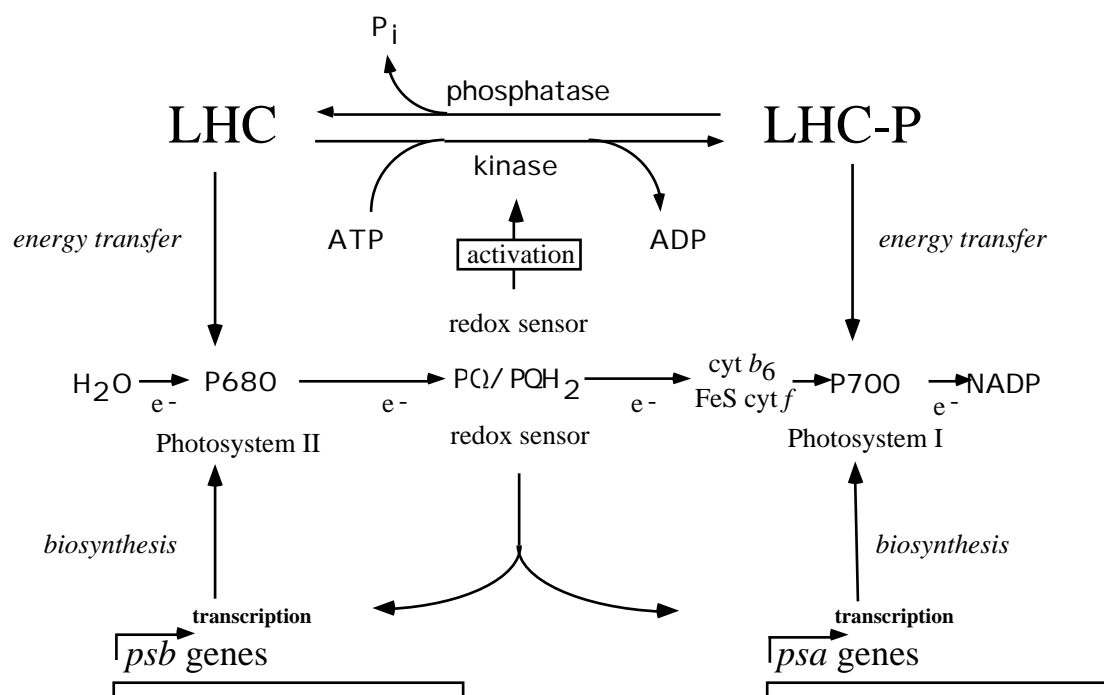 Pi
phosphatase
LHC
LHC-P
kinase
ATP
ADP
energy transfer
activation
energy transfer
redox sensor
H2O
e-
P680
e-
PQ/PQH2
e-
cyt b6
FeS cyt f
P700
e-
NADP
Photosystem II
redox sensor
Photosystem I
biosynthesis
biosynthesis
transcription
transcription
psb genes
psa genes